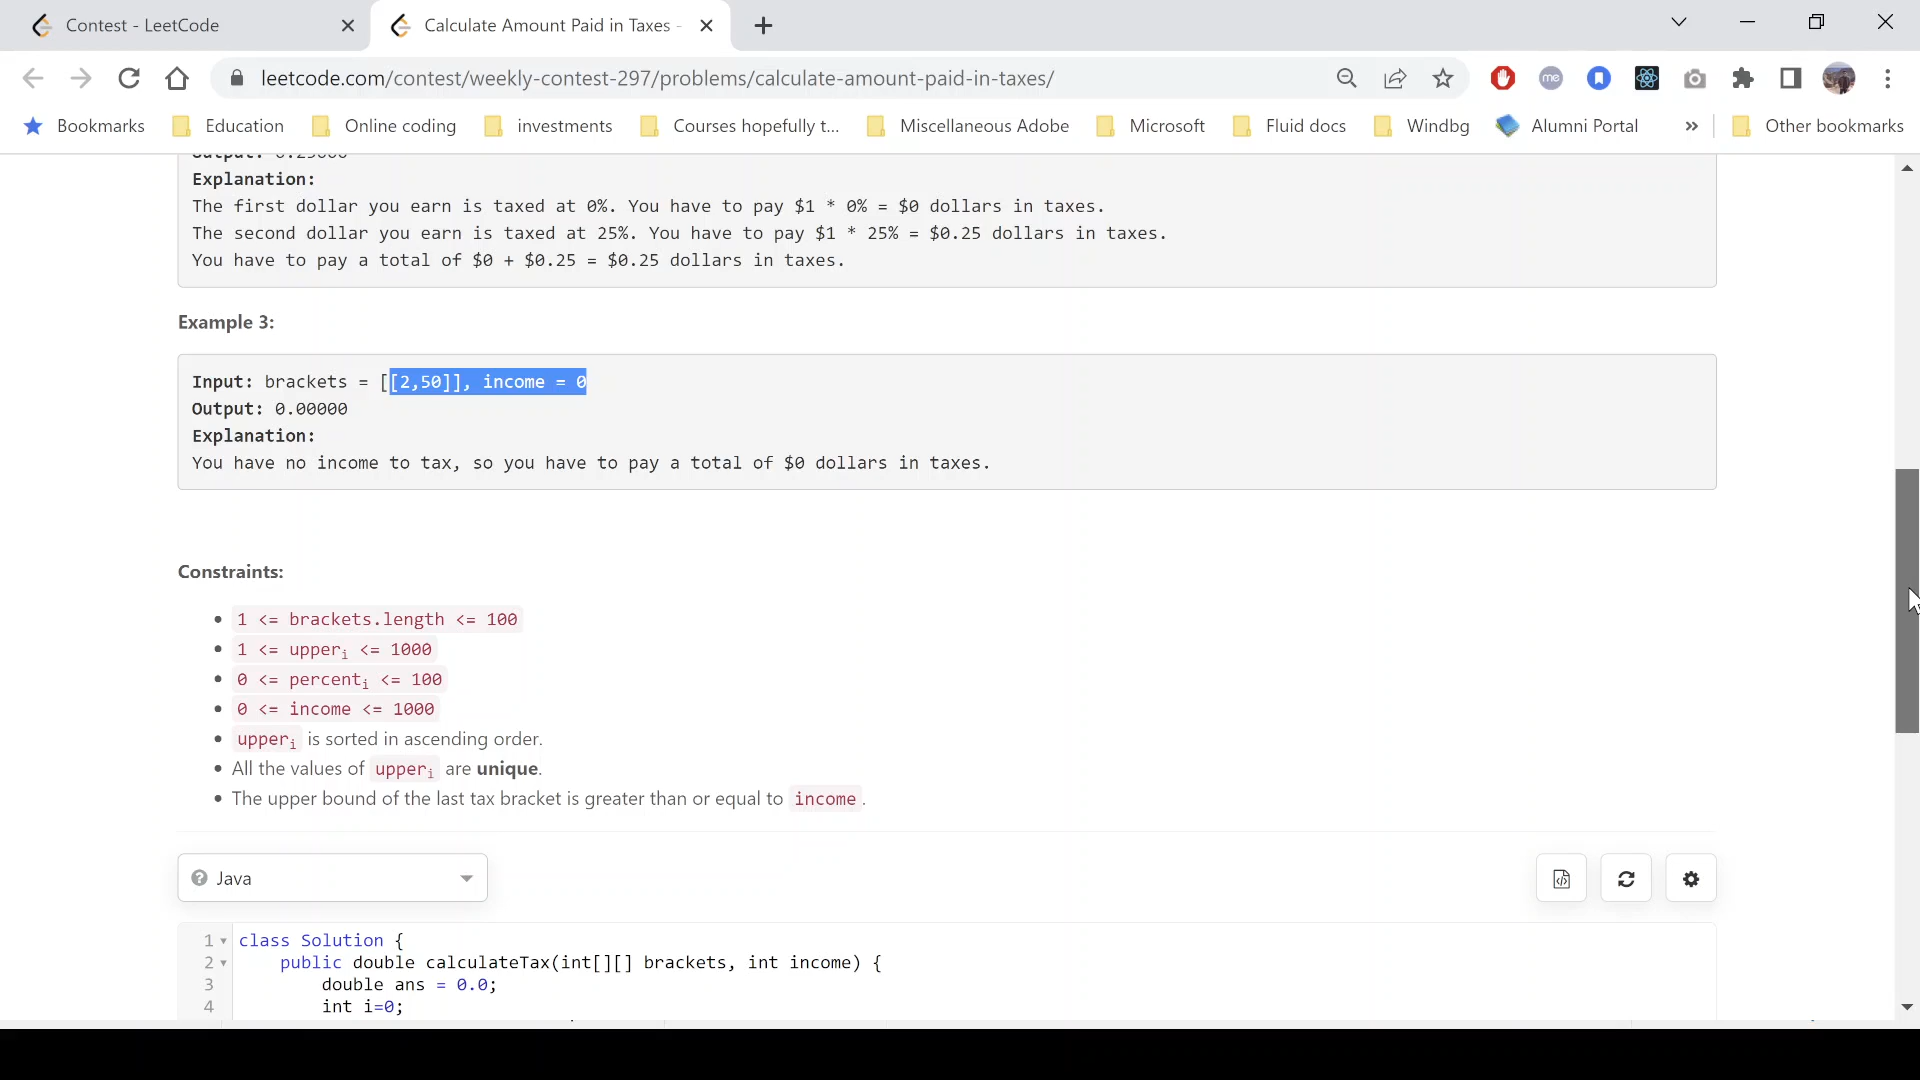 Contest - LeetCode
Calculate Amount Paid in Taxes -
leetcode.com/contest/weekly-contest-297/problems/calculate-amount-paid-in-taxes/
me
Bookmarks Education Online coding investments Courses hopefully t... Miscellaneous Adobe Microsoft Fluid docs Windbg Alumni Portal » Other bookmarks
Output: 0.25000
Explanation:
The first dollar you earn is taxed at 0%. You have to pay $1 * 0% = $0 dollars in taxes.
The second dollar you earn is taxed at 25%. You have to pay $1 * 25% = $0.25 dollars in taxes.
You have to pay a total of $0 + $0.25 = $0.25 dollars in taxes.
Example 3:
Input: brackets = [[2,50]], income = 0
Output: 0.00000
Explanation:
You have no income to tax, so you have to pay a total of $0 dollars in taxes.
Constraints:
• 1 <= brackets.length <= 100
• 1 <= upperi <= 1000
• 0 <= percenti <= 100
• 0 <= income <= 1000
• upperi is sorted in ascending order.
• All the values of upperi are unique.
• The upper bound of the last tax bracket is greater than or equal to income.
Java
1 class Solution {
2 public double calculateTax(int[][] brackets, int income) {
3 double ans = 0.0;
4 int i=0;